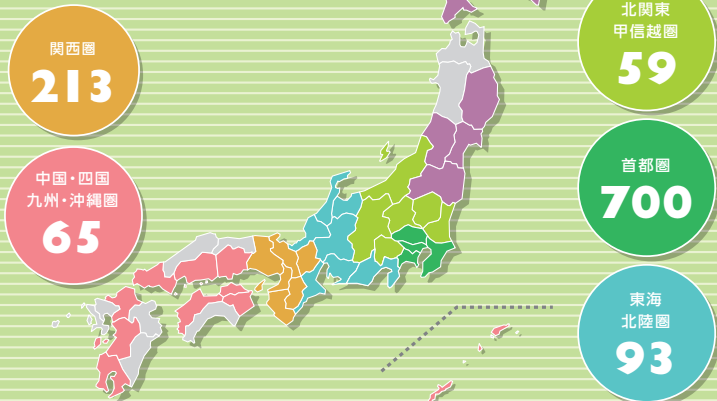 関西圏
213
中国・四国
九州・沖縄圏
65
北関東
甲信越圏
59
首都圏
700
東海
北陸圏
93